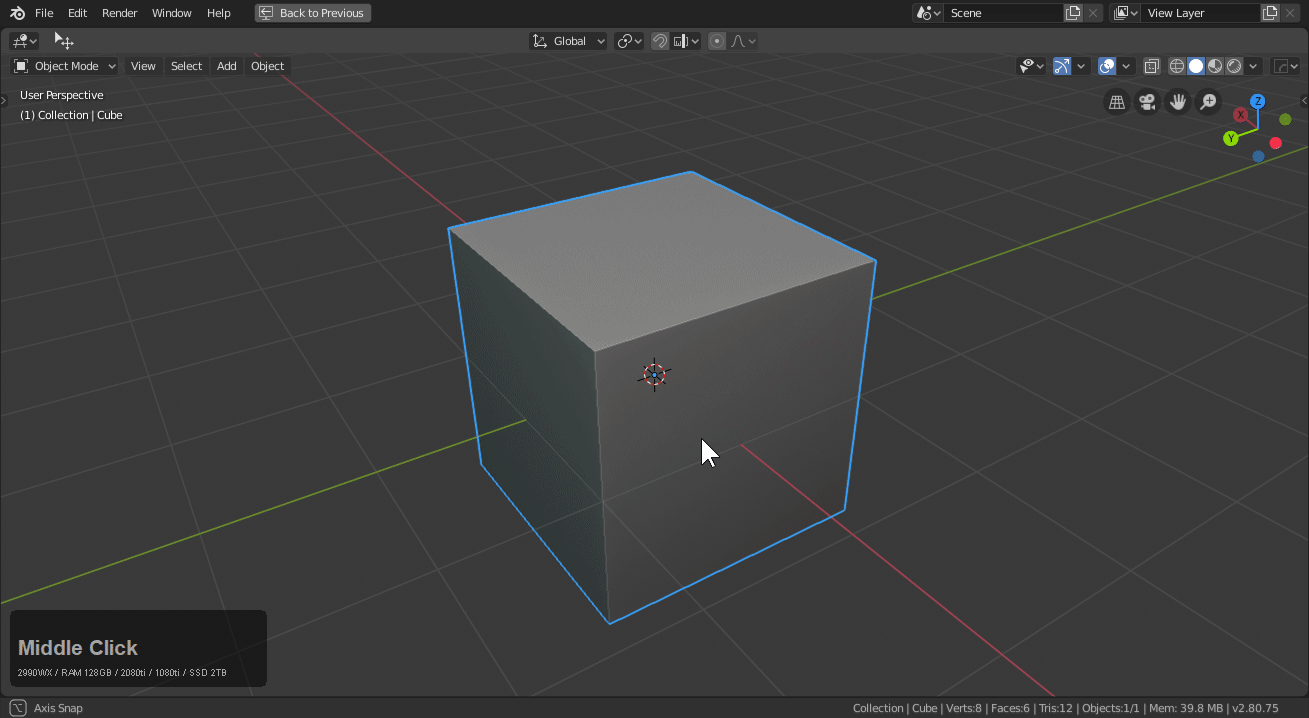 File Edit Render Window Help Back to Previous Scene View Layer
Global
Object Mode View Select Add Object
User Perspective
(1) Collection | Cube
Z
X
Y
Middle Click
2990WX / RAM 128GB / 2080ti / 1080ti / SSD 2TB
Axis Snap Collection | Cube | Verts:8 | Faces:6 | Tris:12 | Objects:1/1 | Mem: 39.8 MB | v2.80.75